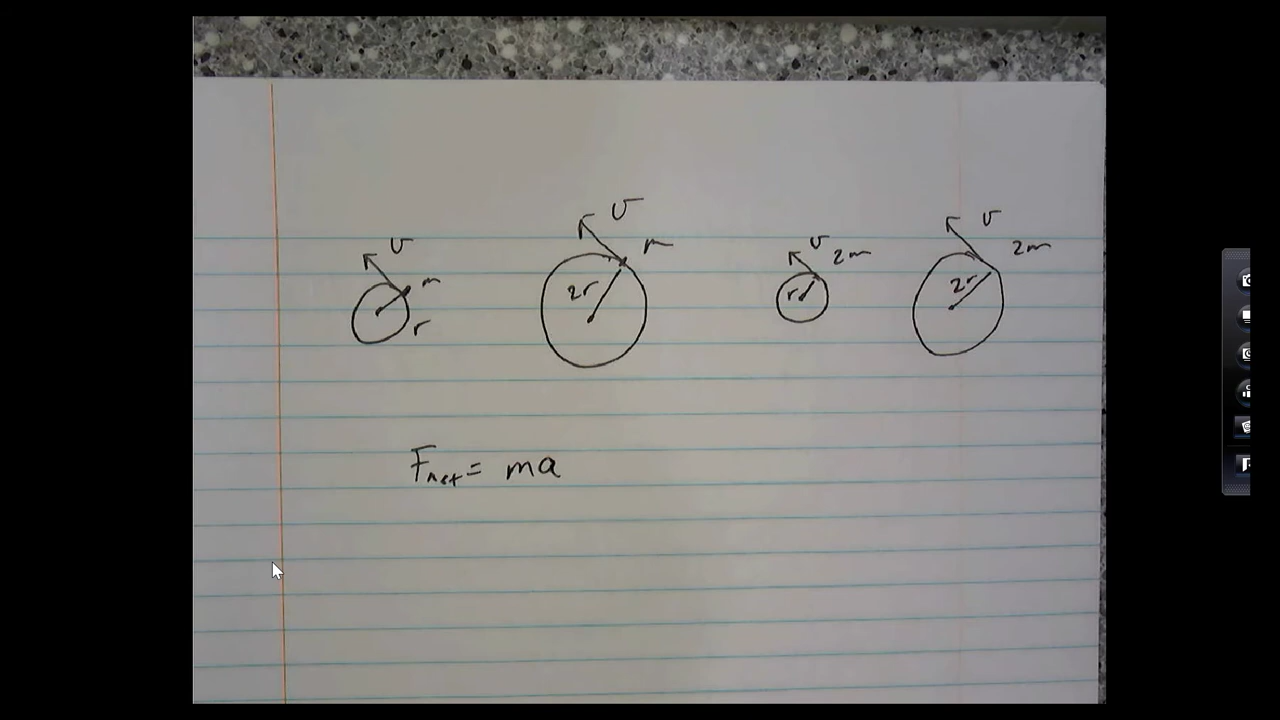 v m r
v m 2r
v 2m r
v 2m 2r
Fnet = ma